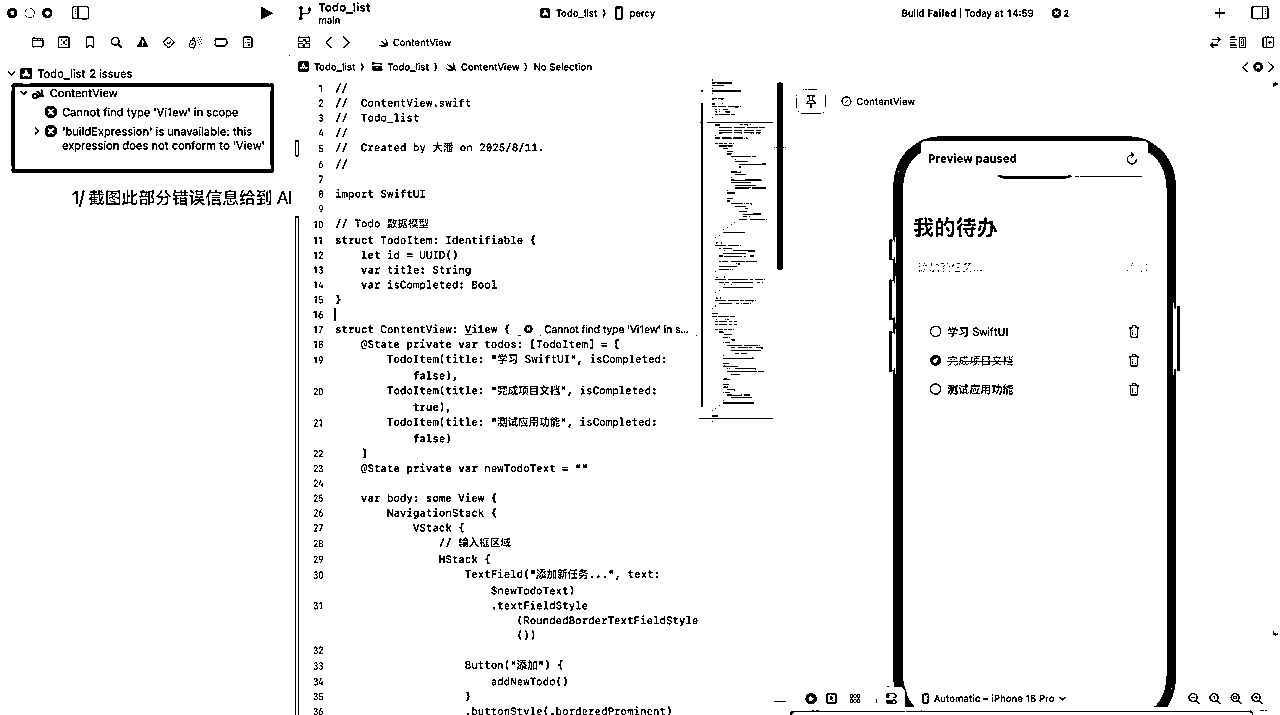 Todo_list
main
Todo_list 〉 percy
Build Failed | Today at 14:59 2
ContentView
Todo_list 2 issues
ContentView
Cannot find type 'Vi1ew' in scope
'buildExpression' is unavailable: this
expression does not conform to 'View'
1/ 截图此部分错误信息给到 AI
Todo_list 〉 Todo_list 〉 ContentView 〉 No Selection
1 //
2 //  ContentView.swift
3 //  Todo_list
4 //
5 //  Created by 大潘 on 2025/8/11.
6 //
7
8 import SwiftUI
9
10 // Todo 数据模型
11 struct TodoItem: Identifiable {
12     let id = UUID()
13     var title: String
14     var isCompleted: Bool
15 }
16
17 struct ContentView: Vi1ew { Cannot find type 'Vi1ew' in s...
18     @State private var todos: [TodoItem] = [
19         TodoItem(title: "学习 SwiftUI", isCompleted:
false),
20         TodoItem(title: "完成项目文档", isCompleted:
true),
21         TodoItem(title: "测试应用功能", isCompleted:
false)
22     ]
23     @State private var newTodoText = ""
24
25     var body: some View {
26         NavigationStack {
27             VStack {
28                 // 输入框区域
29                 HStack {
30                     TextField("添加新任务...", text:
$newTodoText)
31                         .textFieldStyle
(RoundedBorderTextFieldStyle
())
32
33                     Button("添加") {
34                         addNewTodo()
35                     }
36                     .buttonStyle(.borderedProminent)
ContentView
Preview paused
我的待办
学习 SwiftUI
完成项目文档
测试应用功能
Automatic – iPhone 16 Pro